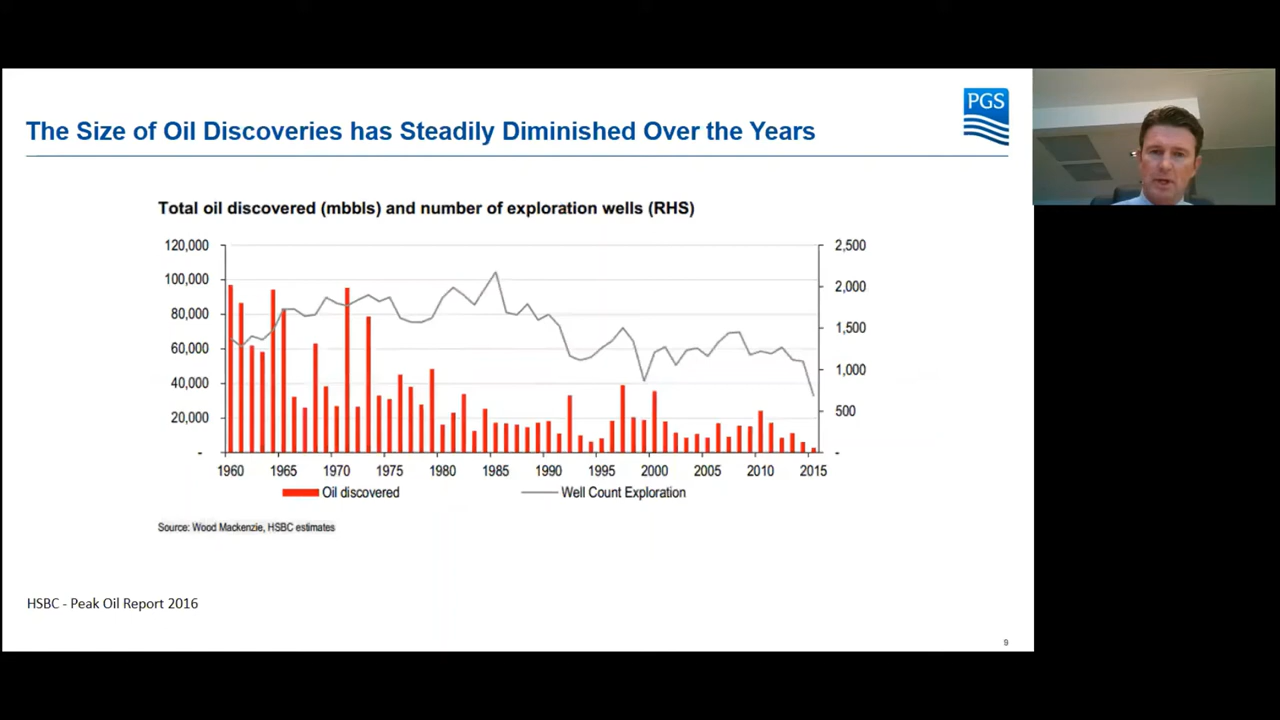 The Size of Oil Discoveries has Steadily Diminished Over the Years
PGS
Total oil discovered (mbbls) and number of exploration wells (RHS)
120,000
100,000
80,000
60,000
40,000
20,000
-
2,500
2,000
1,500
1,000
500
-
1960 1965 1970 1975 1980 1985 1990 1995 2000 2005 2010 2015
Oil discovered Well Count Exploration
Source: Wood Mackenzie, HSBC estimates
HSBC - Peak Oil Report 2016
9